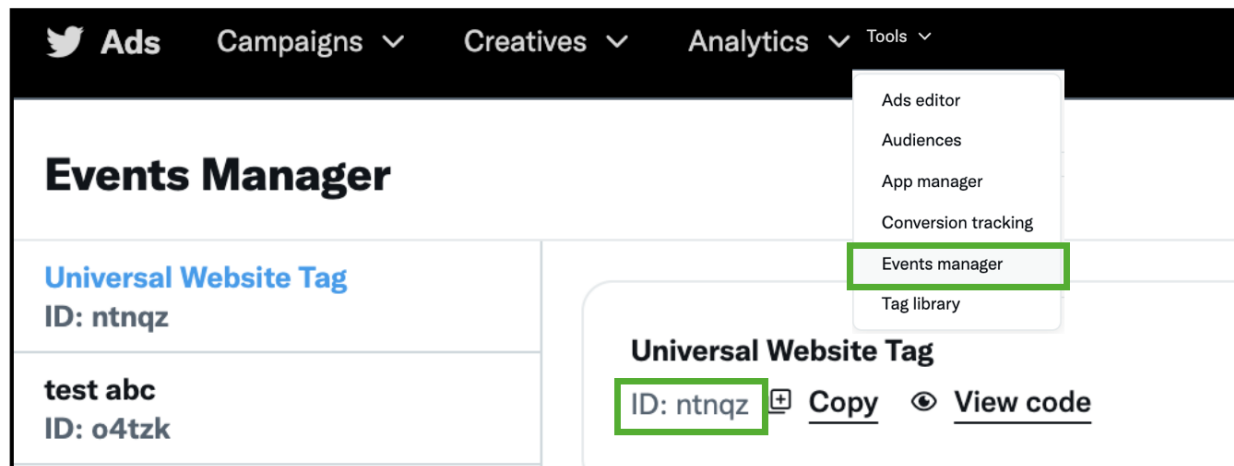 Ads Campaigns Creatives Analytics Tools
Ads editor
Audiences
App manager
Conversion tracking
Events manager
Tag library
Events Manager
Universal Website Tag
ID: ntnqz
test abc
ID: o4tzk
Universal Website Tag
ID: ntnqz Copy View code